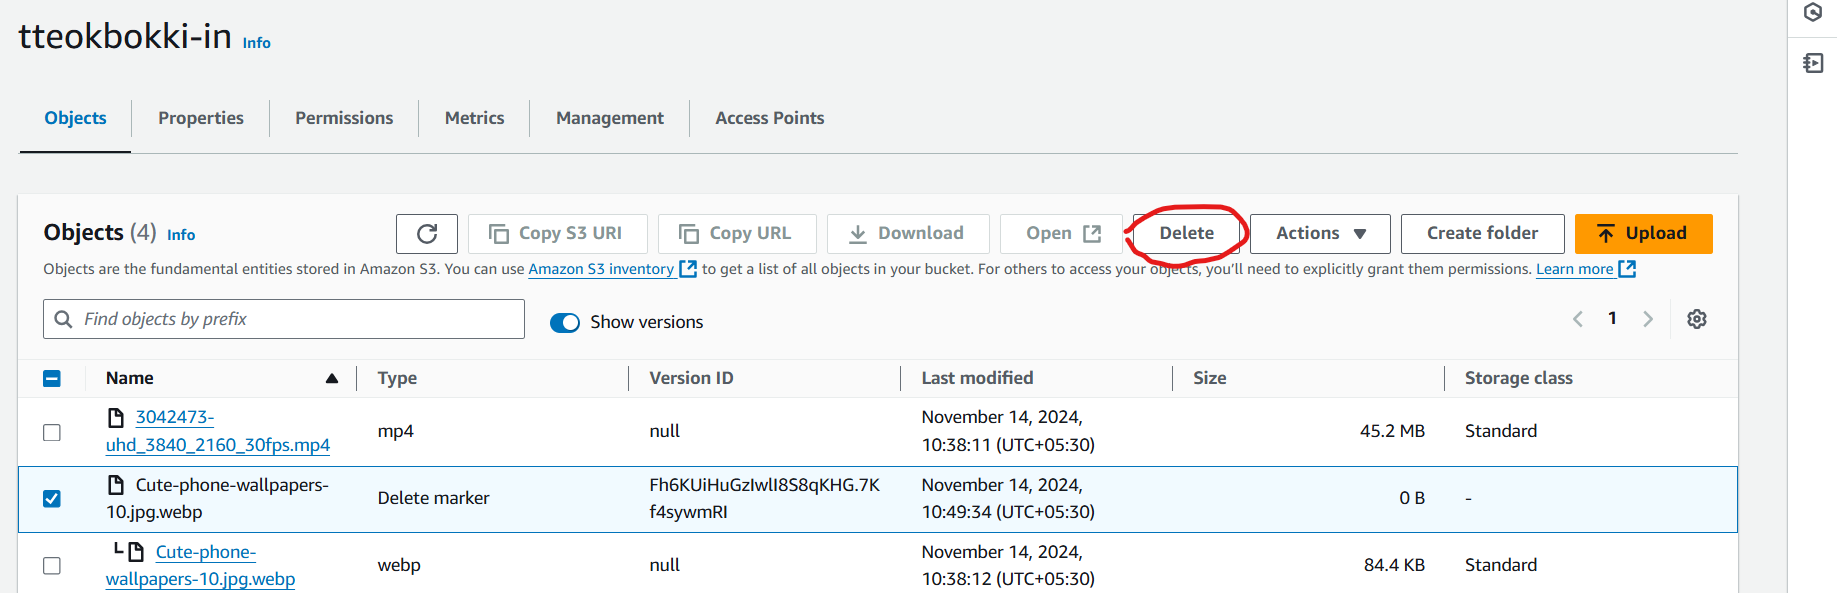 tteokbokki-in Info
Objects Properties Permissions Metrics Management Access Points
Objects (4) Info Copy S3 URI Copy URL Download Open Delete Actions Create folder Upload
Objects are the fundamental entities stored in Amazon S3. You can use Amazon S3 inventory to get a list of all objects in your bucket. For others to access your objects, you'll need to explicitly grant them permissions. Learn more
Find objects by prefix Show versions 1
Name Type Version ID Last modified Size Storage class
3042473-
uhd_3840_2160_30fps.mp4 mp4 null November 14, 2024,
10:38:11 (UTC+05:30) 45.2 MB Standard
Cute-phone-wallpapers-
10.jpg.webp Delete marker Fh6KUiHuGzIwlI8S8qKHG.7K
f4sywmRI November 14, 2024,
10:49:34 (UTC+05:30) 0 B -
Cute-phone-
wallpapers-10.jpg.webp webp null November 14, 2024,
10:38:12 (UTC+05:30) 84.4 KB Standard